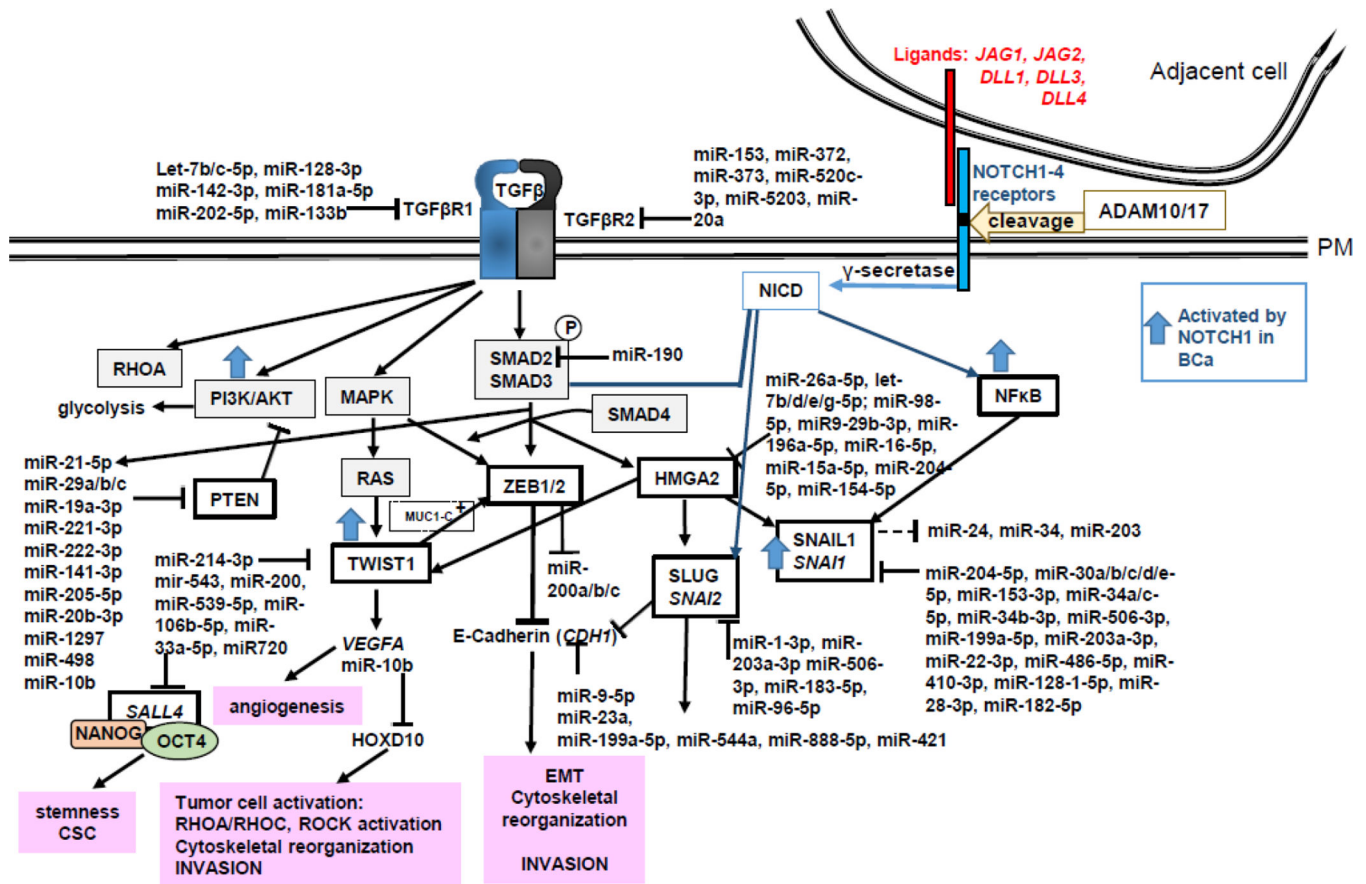 Ligands: JAG1, JAG2,
DLL1, DLL3,
DLL4
Adjacent cell
Let-7b/c-5p, miR-128-3p
miR-142-3p, miR-181a-5p
miR-202-5p, miR-133b
TGFβR1
TGFβ
TGFβR2
miR-153, miR-372,
miR-373, miR-520c-
3p, miR-5203, miR-
20a
NOTCH1-4
receptors
cleavage
ADAM10/17
PM
γ-secretase
NICD
Activated by
NOTCH1 in
BCa
P
SMAD2
SMAD3
miR-190
RHOA
PI3K/AKT
glycolysis
MAPK
SMAD4
NFκB
miR-26a-5p, let-
7b/d/e/g-5p; miR-98-
5p, miR9-29b-3p, miR-
196a-5p, miR-16-5p,
miR-15a-5p, miR-204-
5p, miR-154-5p
miR-21-5p
miR-29a/b/c
miR-19a-3p
miR-221-3p
miR-222-3p
miR-141-3p
miR-205-5p
miR-20b-3p
miR-1297
miR-498
miR-10b
PTEN
RAS
MUC1-C
+
ZEB1/2
HMGA2
TWIST1
miR-214-3p
mir-543, miR-200,
miR-539-5p, miR-
106b-5p, miR-
33a-5p, miR720
miR-
200a/b/c
SLUG
SNAI2
SNAIL1
SNAI1
miR-24, miR-34, miR-203
miR-204-5p, miR-30a/b/c/d/e-
5p, miR-153-3p, miR-34a/c-
5p, miR-34b-3p, miR-506-3p,
miR-199a-5p, miR-203a-3p,
miR-22-3p, miR-486-5p, miR-
410-3p, miR-128-1-5p, miR-
28-3p, miR-182-5p
E-Cadherin (CDH1)
VEGFA
miR-10b
miR-1-3p, miR-
203a-3p miR-506-
3p, miR-183-5p,
miR-96-5p
miR-9-5p
miR-23a,
miR-199a-5p, miR-544a, miR-888-5p, miR-421
SALL4
NANOG
OCT4
angiogenesis
HOXD10
stemness
CSC
Tumor cell activation:
RHOA/RHOC, ROCK activation
Cytoskeletal reorganization
INVASION
EMT
Cytoskeletal
reorganization
INVASION